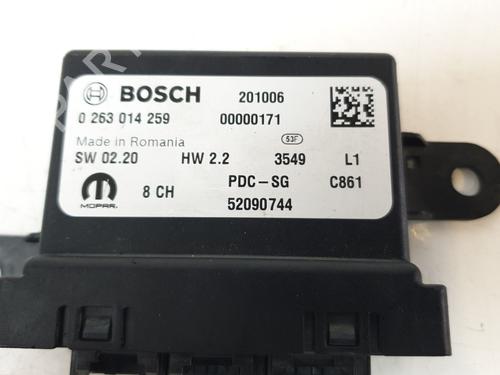 BOSCH 201006
0 263 014 259 00000171
Made in Romania 53F
SW 02.20 HW 2.2 3549 L1
8 CH PDC-SG C861
MOPAR 52090744